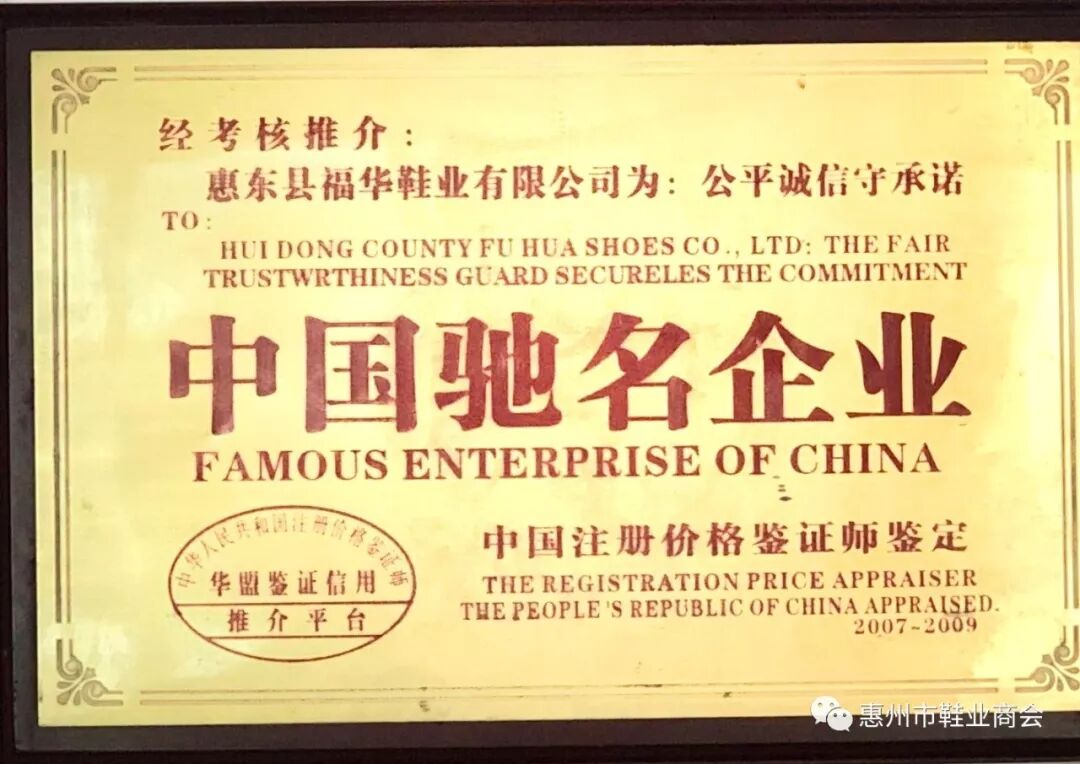 经考核推介：
惠东县福华鞋业有限公司为：公平诚信守承诺
TO:
HUI DONG COUNTY FU HUA SHOES CO., LTD: THE FAIR
TRUSTWRTHINESS GUARD SECURELES THE COMMITMENT
中国驰名企业
FAMOUS ENTERPRISE OF CHINA
中华人民共和国注册价格鉴证师
华盟鉴证信用
推介平台
中国注册价格鉴证师鉴定
THE REGISTRATION PRICE APPRAISER
THE PEOPLE'S REPUBLIC OF CHINA APPRAISED.
2007~2009
惠州市鞋业商会